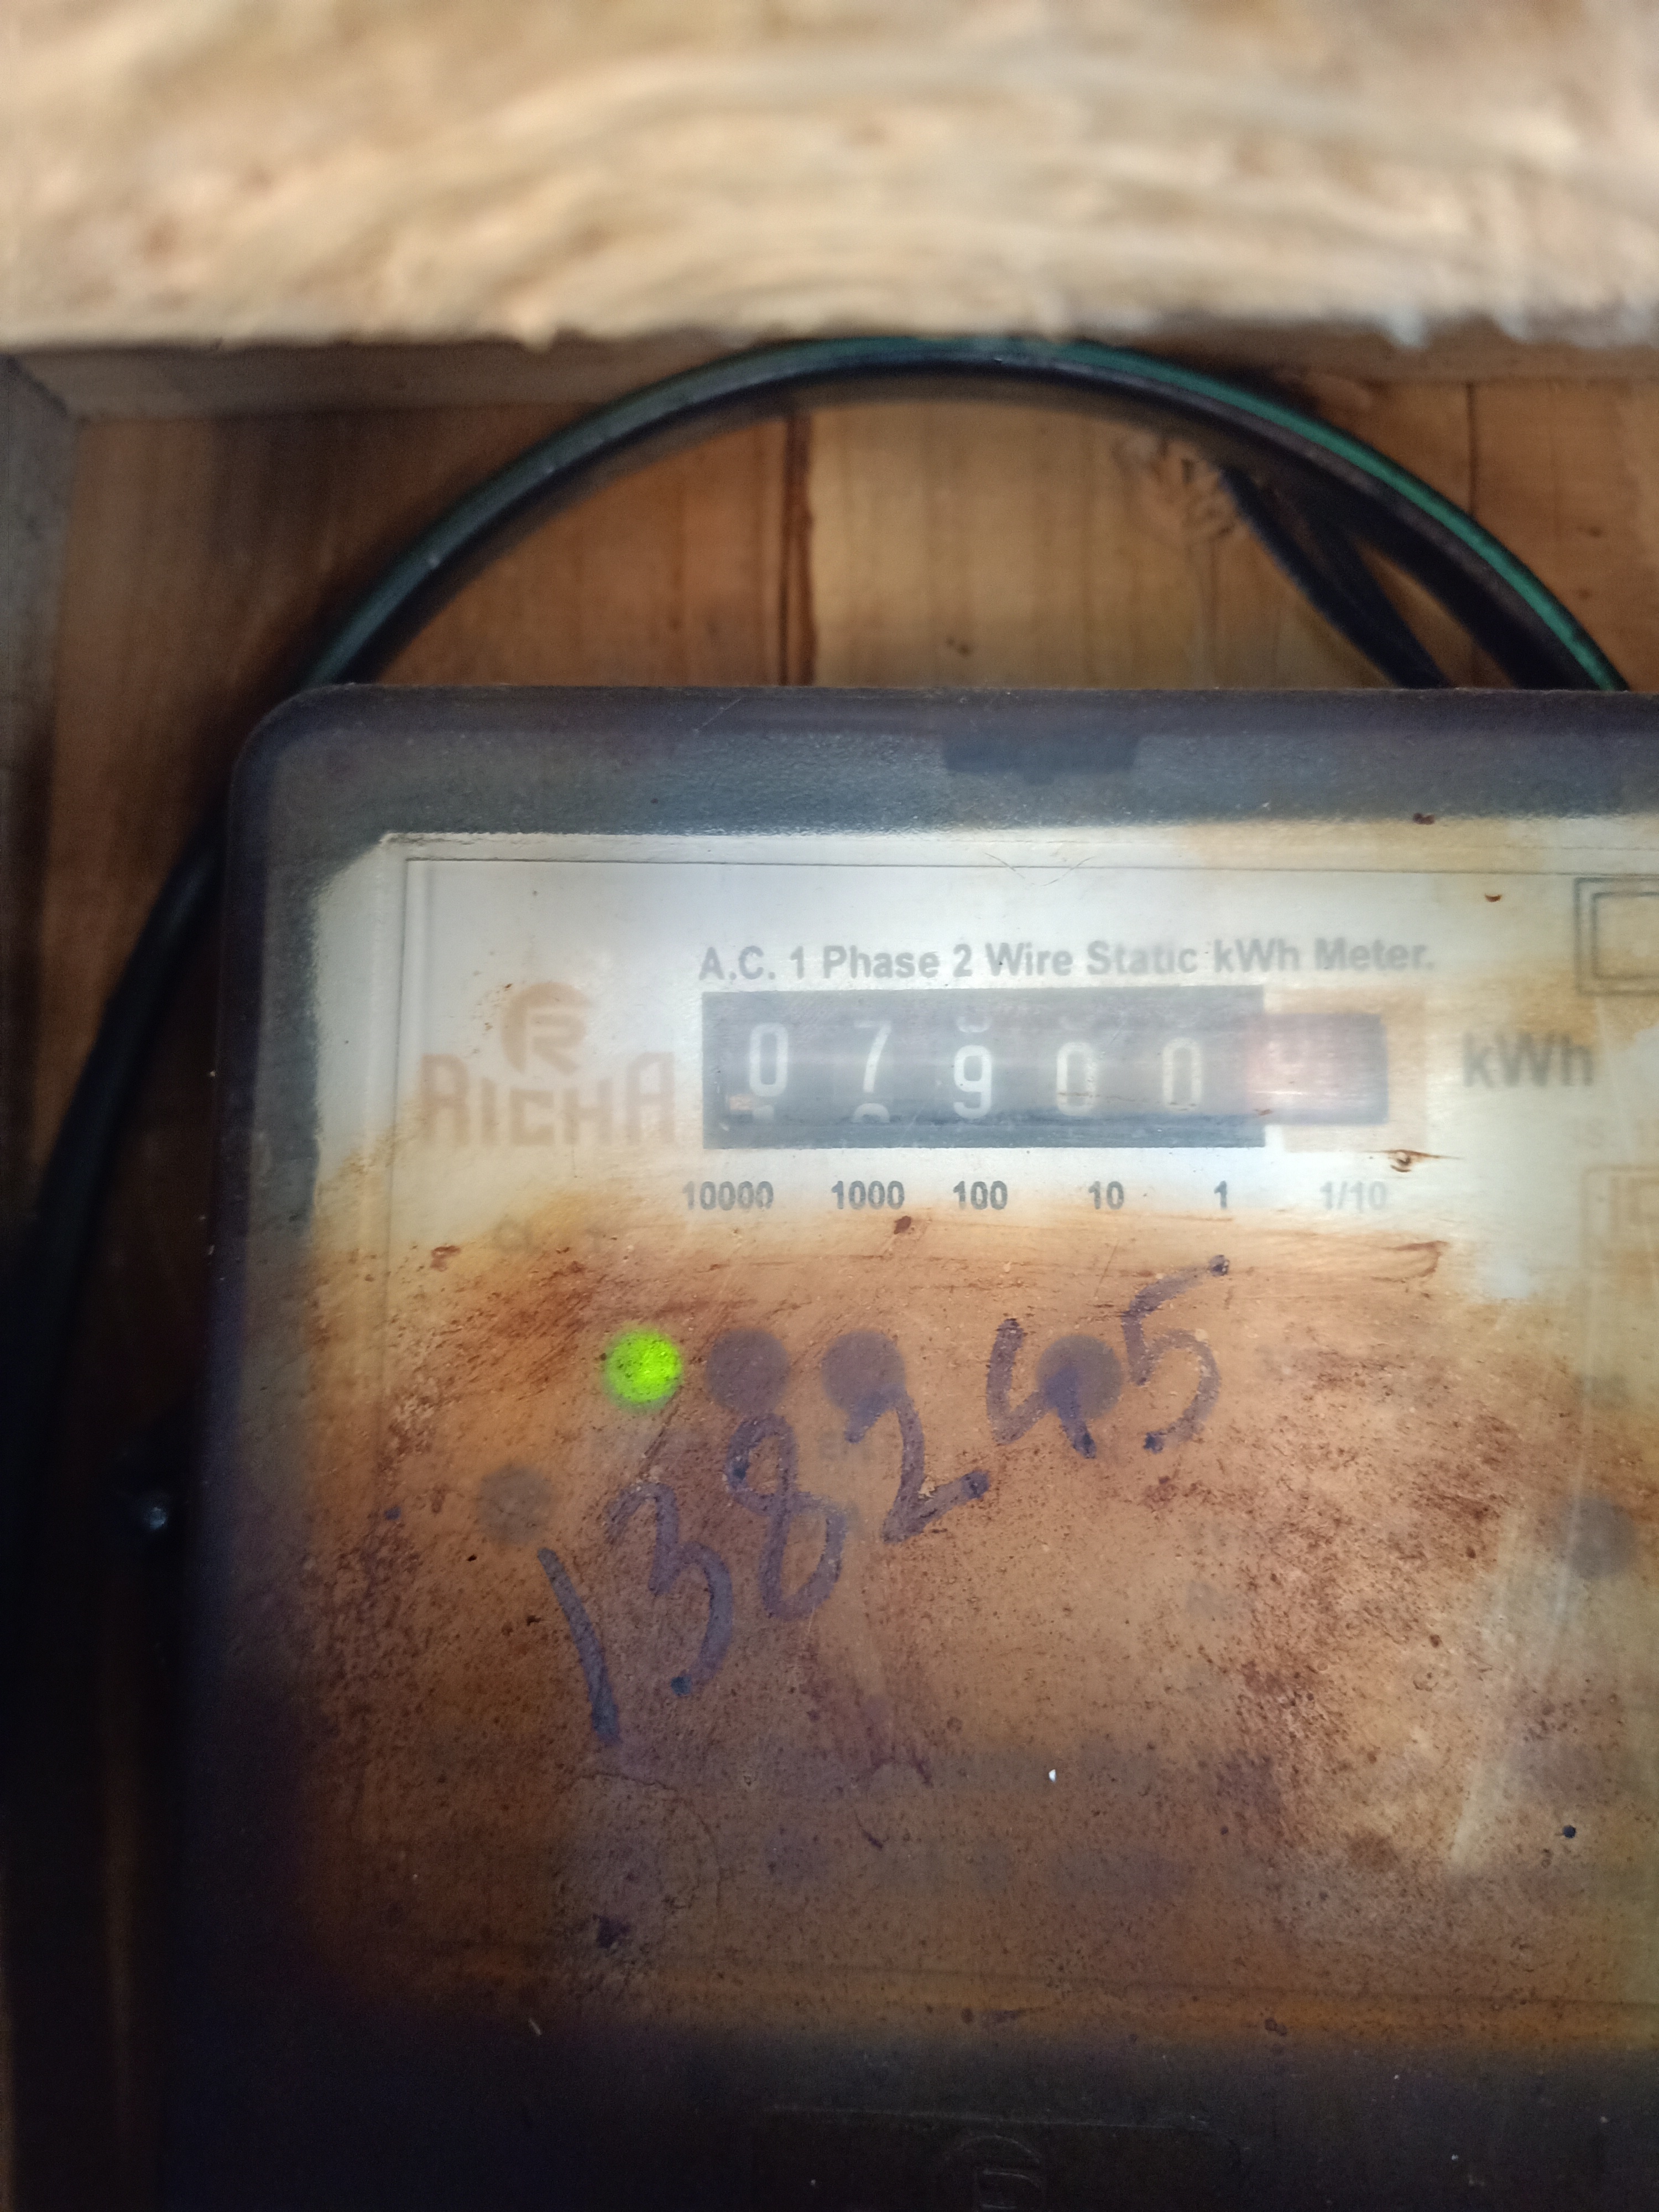 A.C. 1 Phase 2 Wire Static kWh Meter.
R
RICHA
07900 kWh
10000 1000 100 10 1 1/10
138245